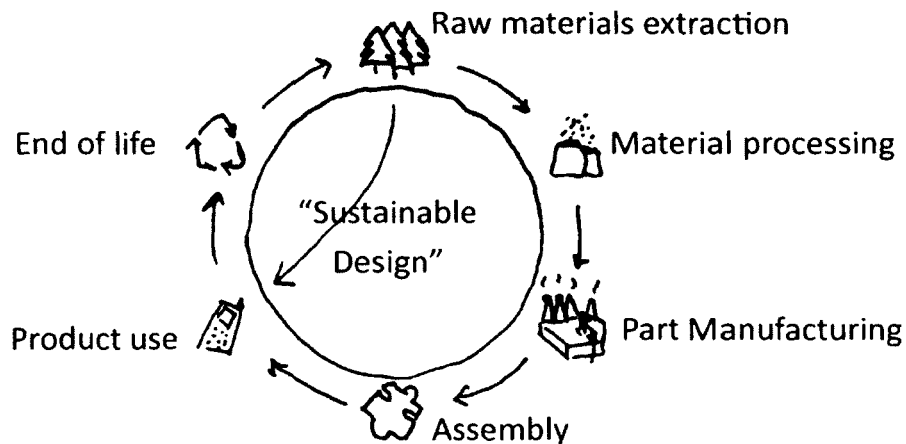 Raw materials extraction
End of life
Material processing
“Sustainable
Design”
Product use
Part Manufacturing
Assembly